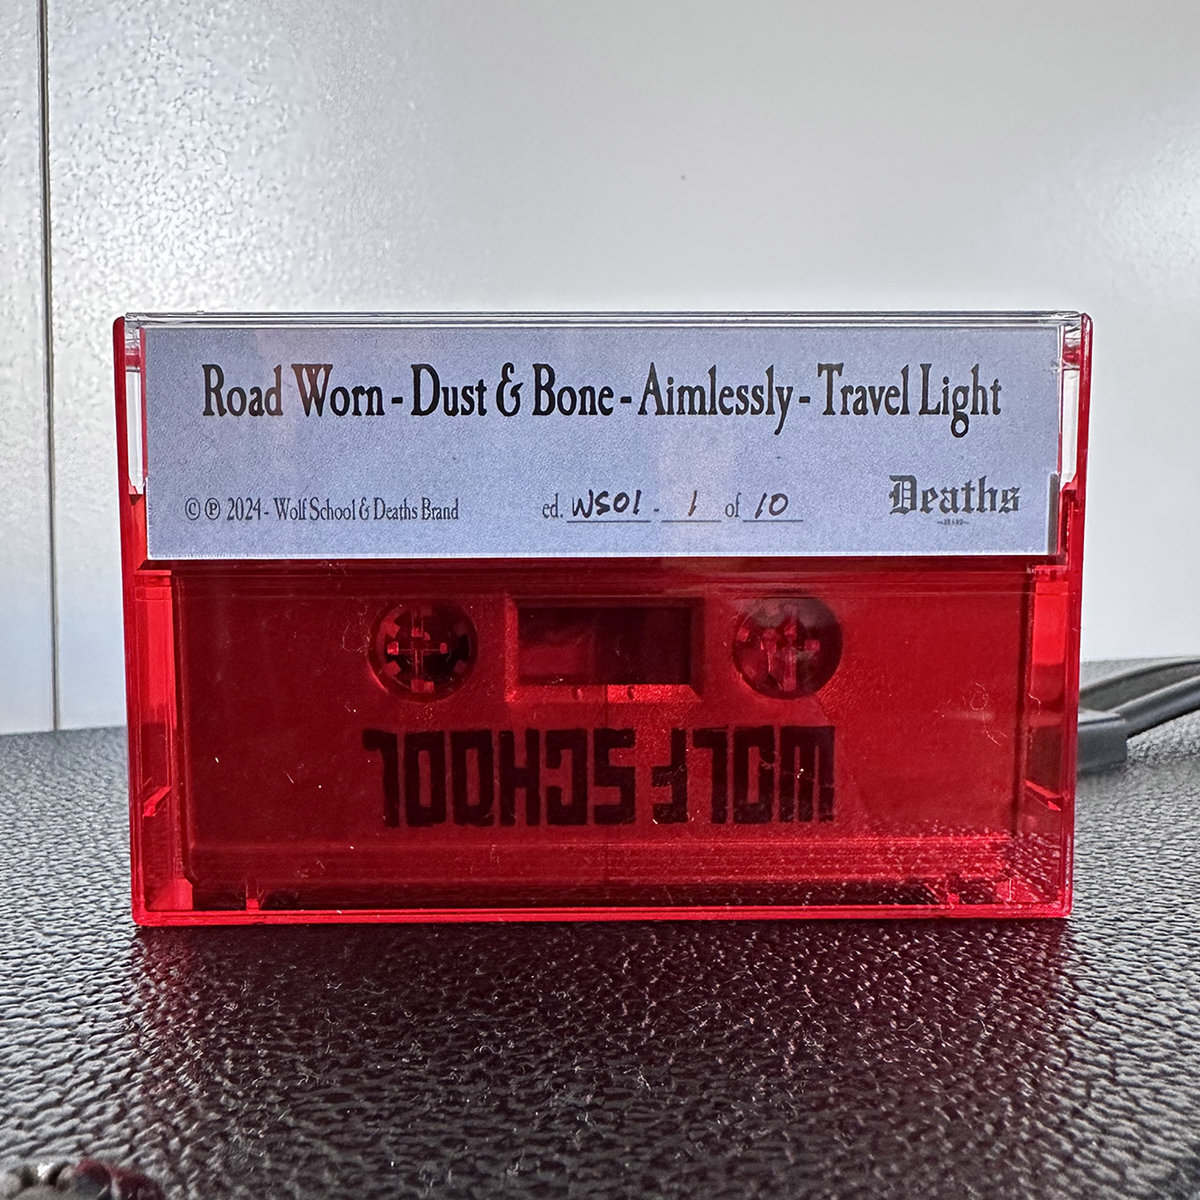 Road Worn - Dust & Bone - Aimlessly - Travel Light
© ℗ 2024 - Wolf School & Deaths Brand
ed. WS01 - 1 of 10
Deaths
BRAND
WOLF SCHOOL